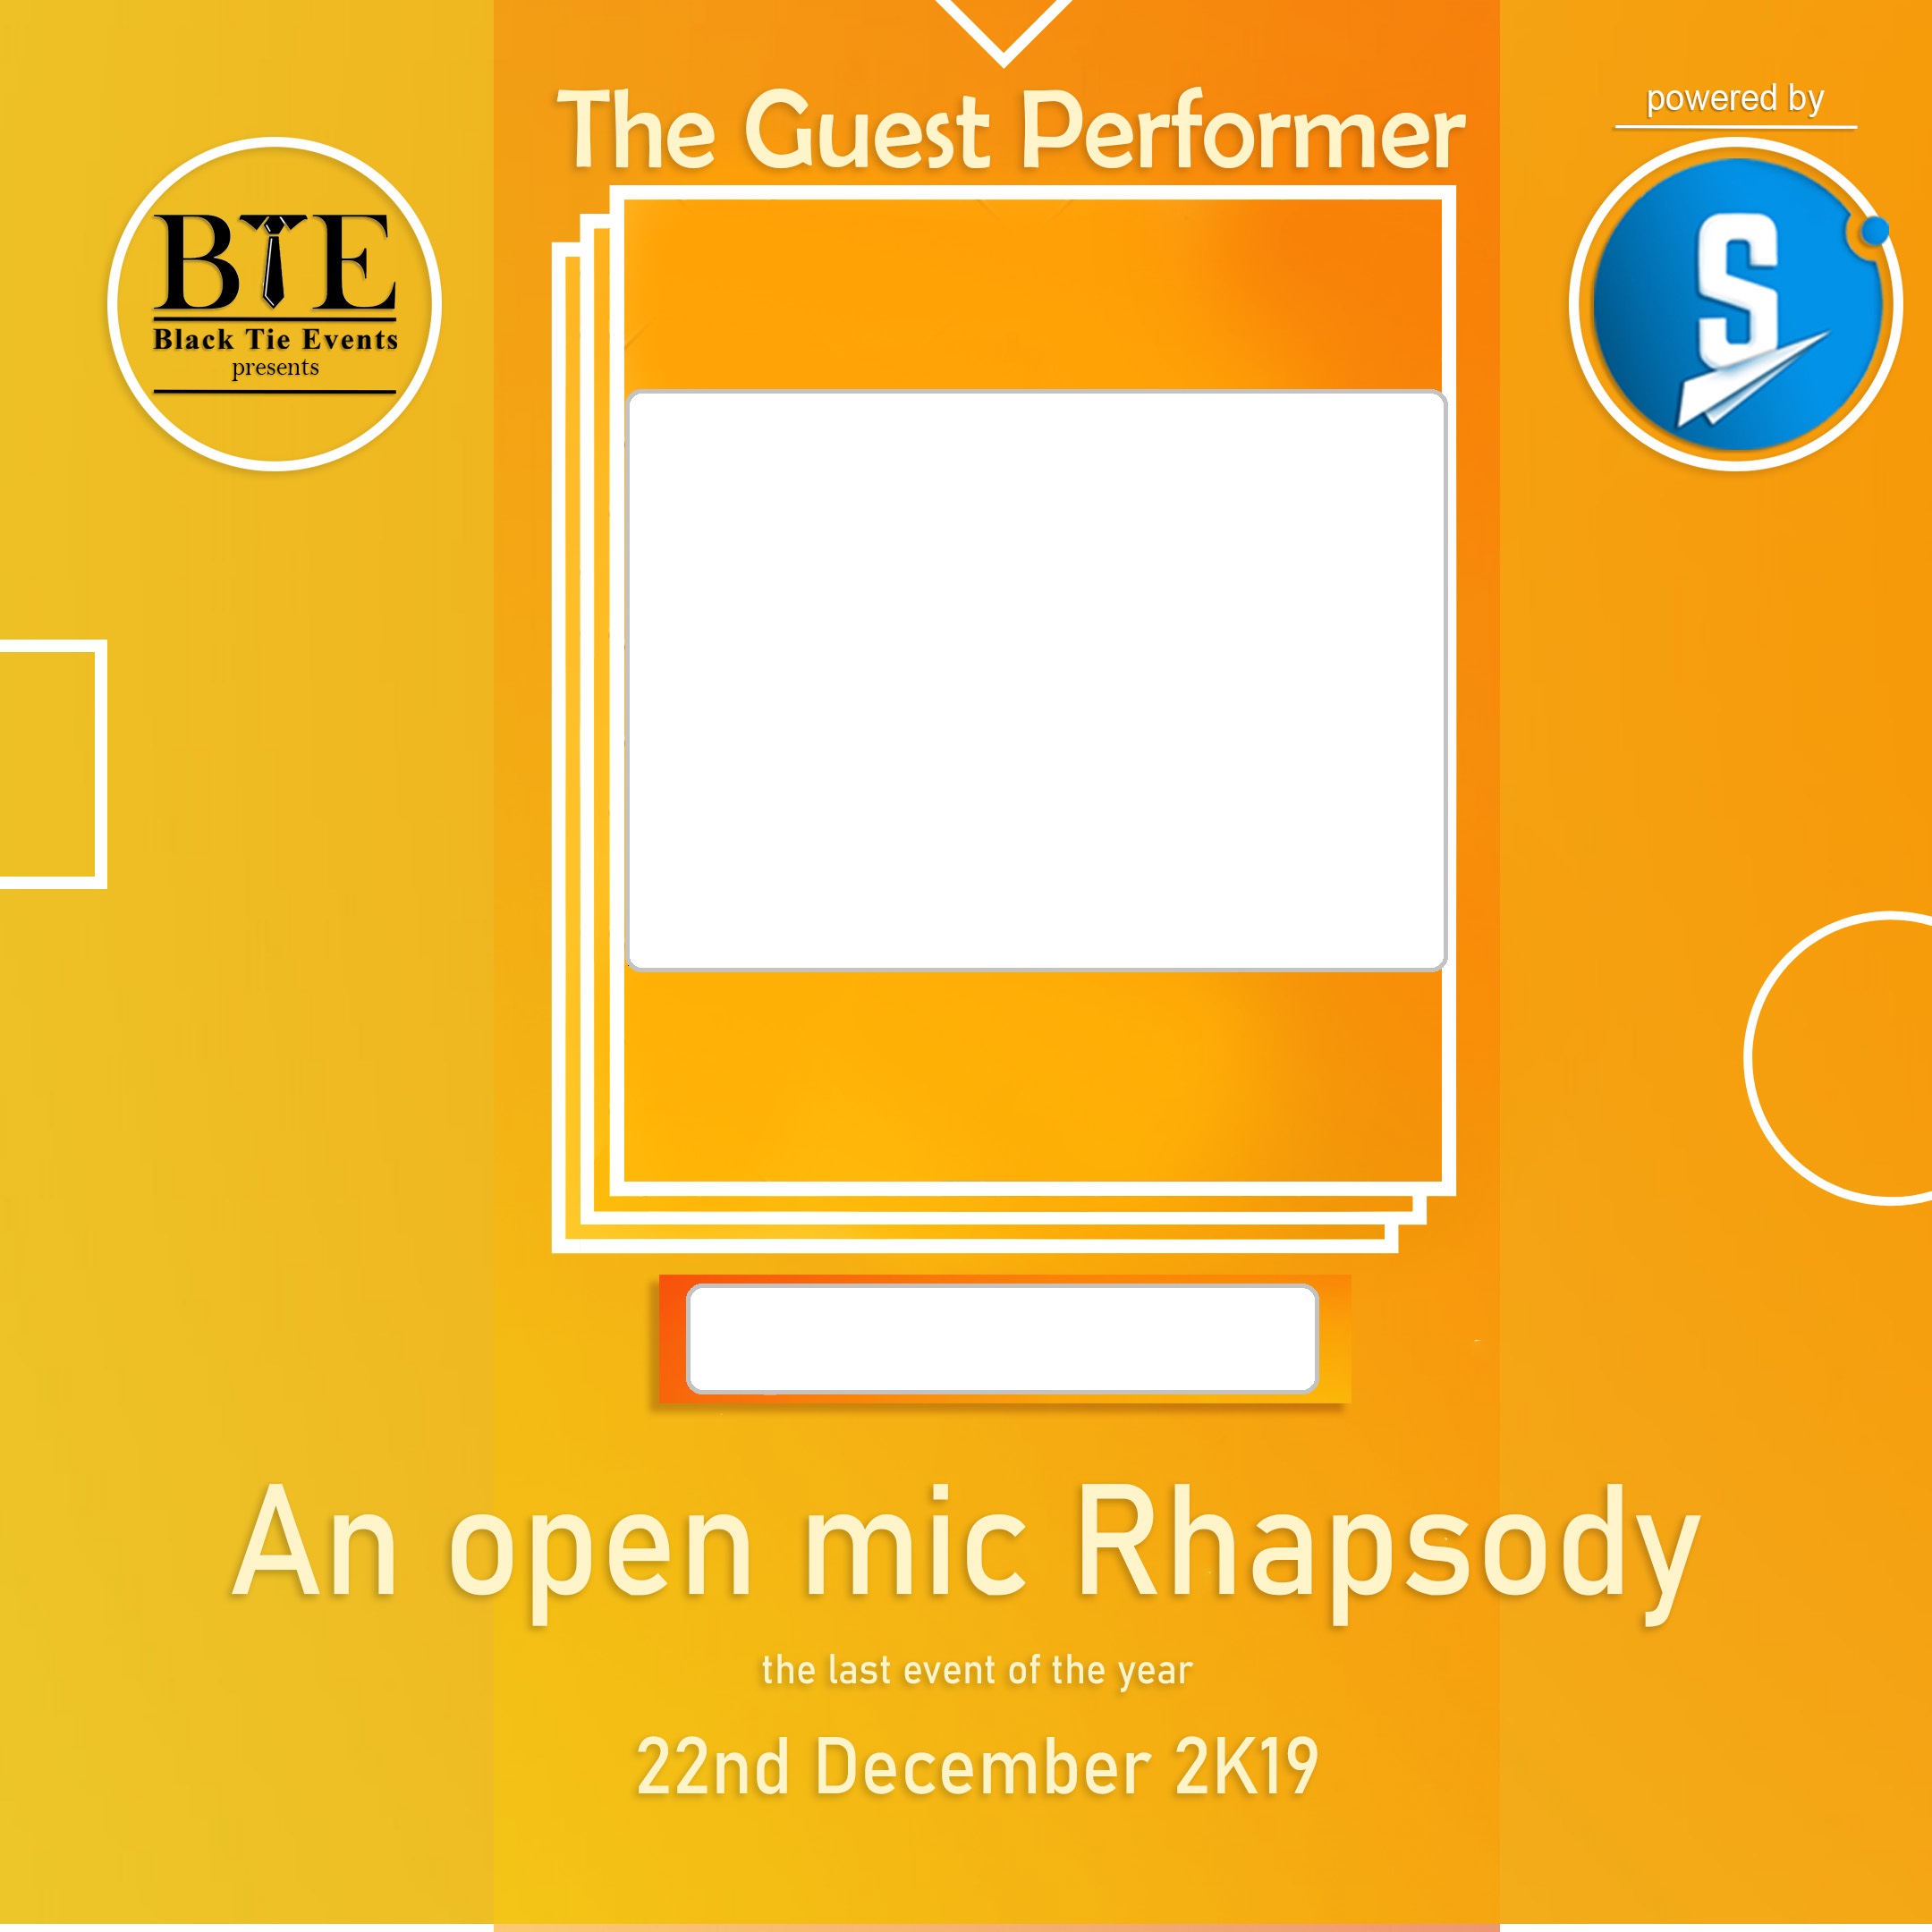 The Guest Performer
powered by
BTE
Black Tie Events
presents
S
An open mic Rhapsody
the last event of the year
22nd December 2K19